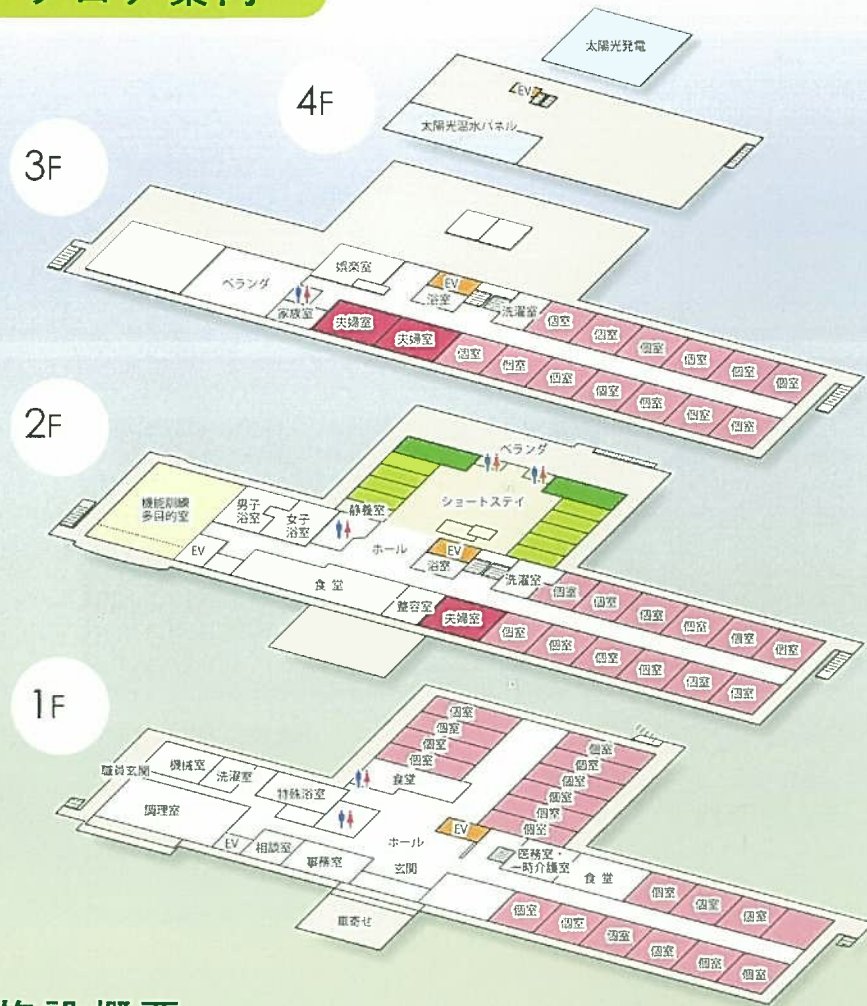 フロア案内
4F
太陽光発電
EV
太陽光温水パネル
3F
ベランダ
娯楽室
家族室
EV
浴室
洗濯室
個室
個室
個室
個室
個室
個室
夫婦室
夫婦室
個室
個室
個室
個室
個室
個室
個室
2F
ベランダ
ショートステイ
機能訓練
多目的室
男子
浴室
女子
浴室
静養室
EV
ホール
EV
浴室
洗濯室
食堂
整容室
夫婦室
個室
個室
個室
個室
個室
個室
個室
個室
個室
個室
個室
個室
1F
個室
個室
個室
個室
個室
個室
個室
個室
個室
個室
職員玄関
機械室
洗濯室
特殊浴室
食堂
調理室
EV
相談室
事務室
ホール
玄関
EV
医務室・
一時介護室
食堂
個室
個室
個室
個室
個室
個室
個室
個室
個室
車寄せ
施設概要